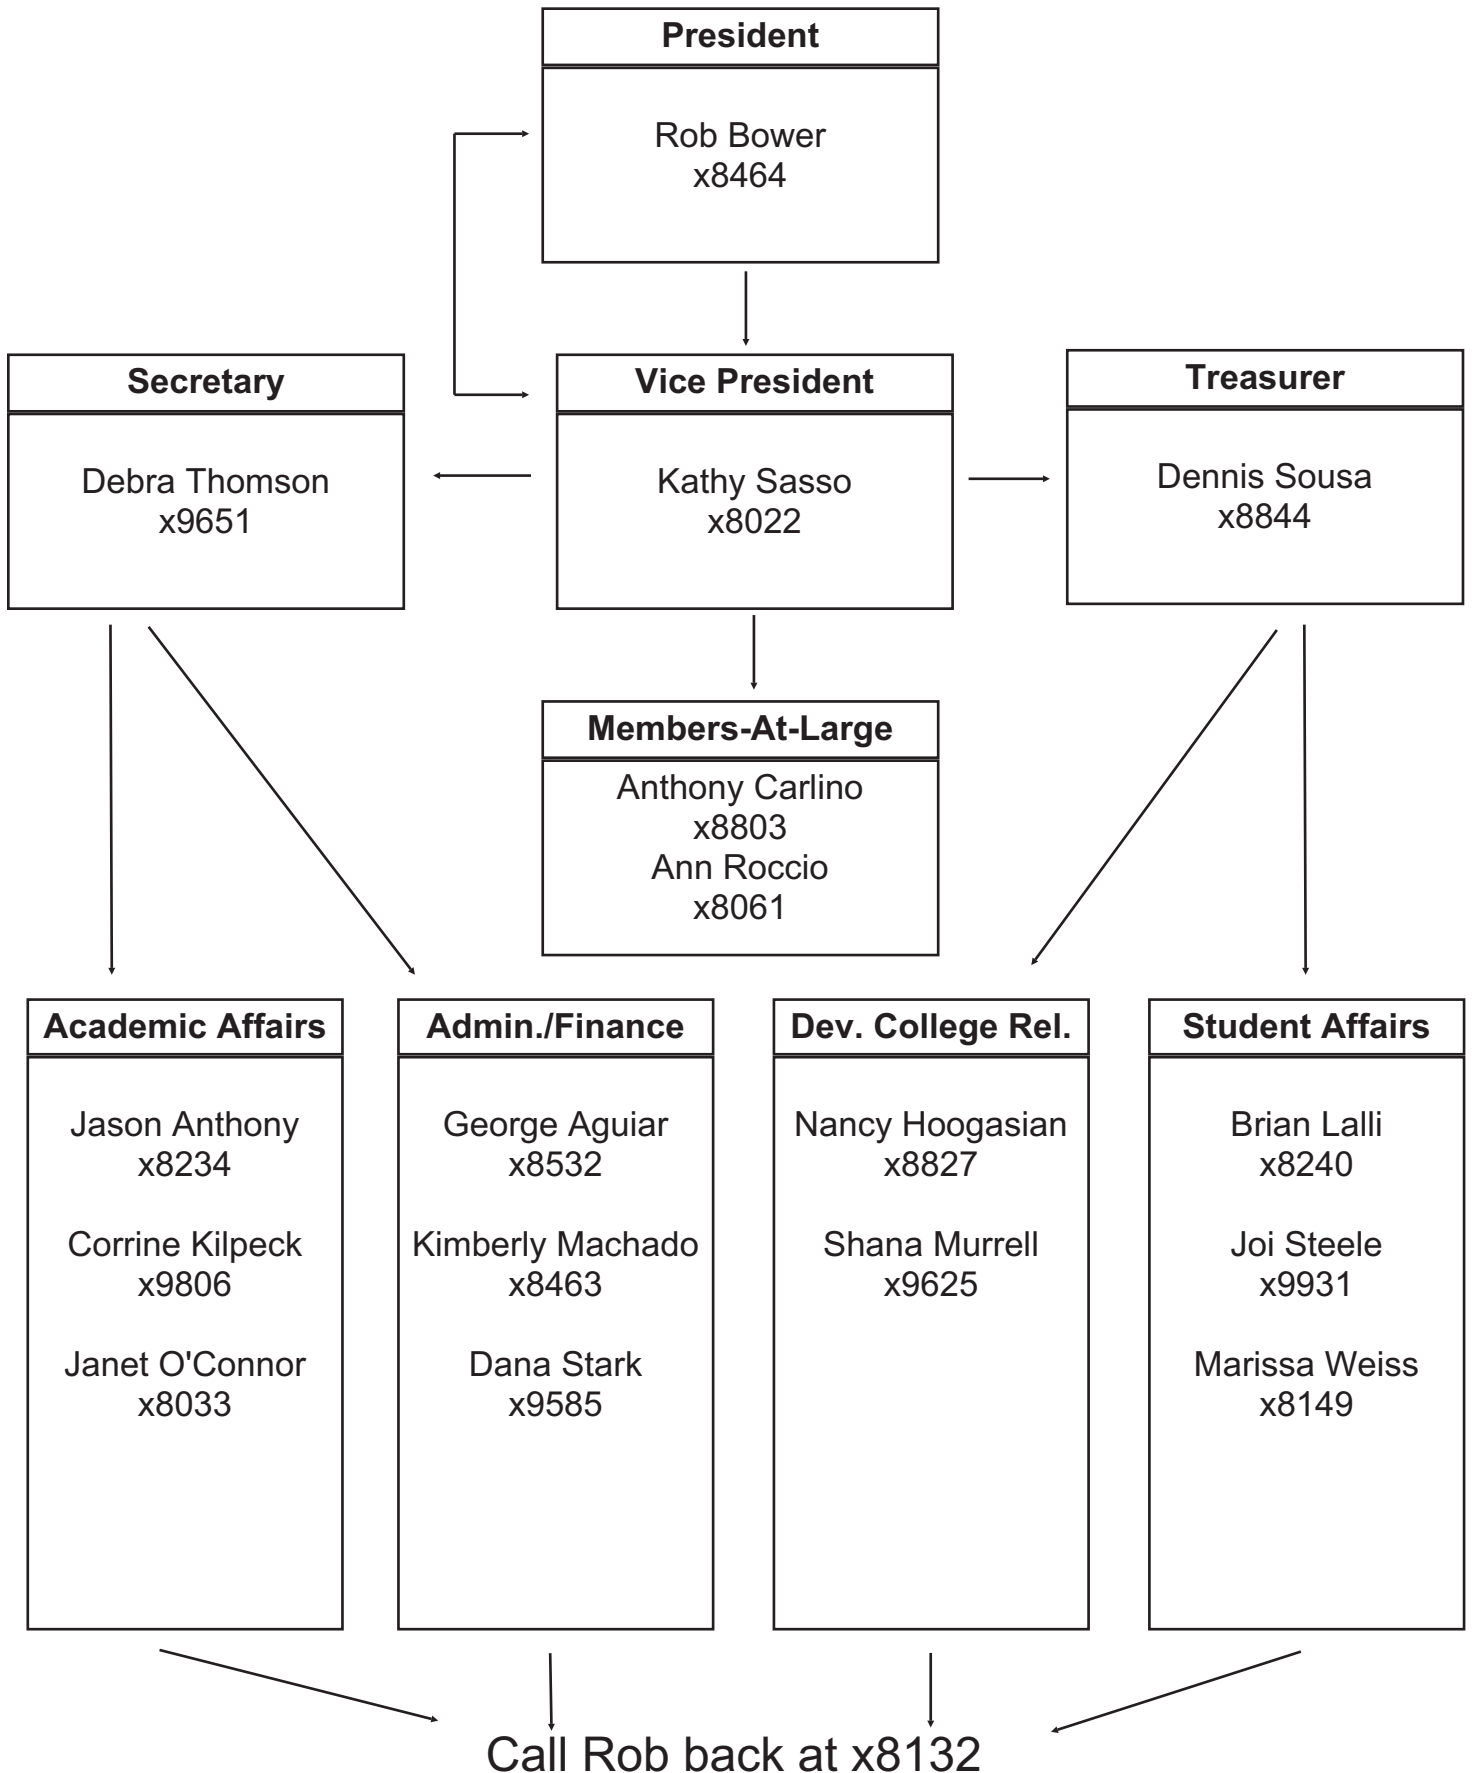 President
Rob Bower
x8464
Secretary
Debra Thomson
x9651
Vice President
Kathy Sasso
x8022
Treasurer
Dennis Sousa
x8844
Members-At-Large
Anthony Carlino
x8803
Ann Roccio
x8061
Academic Affairs
Jason Anthony
x8234
Corrine Kilpeck
x9806
Janet O'Connor
x8033
Admin./Finance
George Aguiar
x8532
Kimberly Machado
x8463
Dana Stark
x9585
Dev. College Rel.
Nancy Hoogasian
x8827
Shana Murrell
x9625
Student Affairs
Brian Lalli
x8240
Joi Steele
x9931
Marissa Weiss
x8149
Call Rob back at x8132